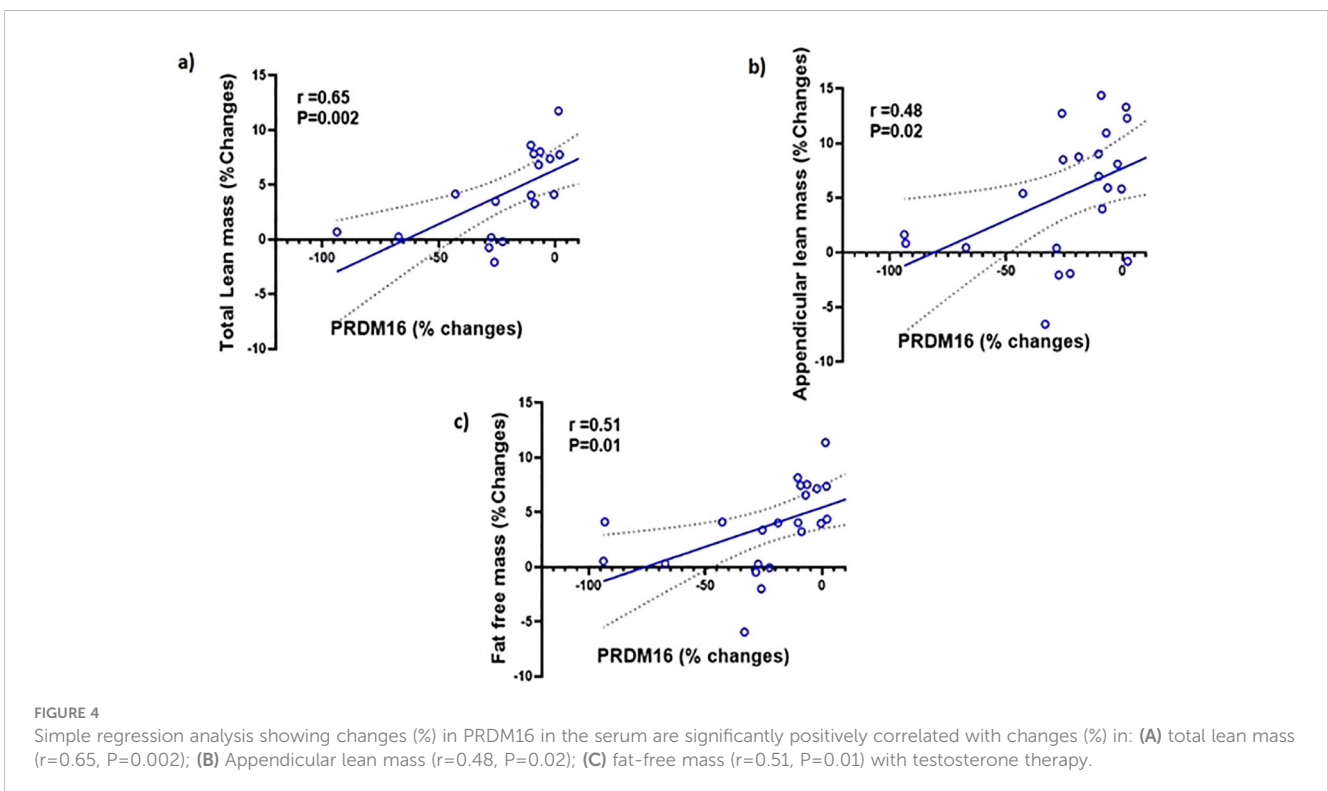 a)
r =0.65
P=0.002
Total Lean mass (%Changes)
15
10
5
0
-5
-10
-100
-50
0
PRDM16 (% changes)
b)
r =0.48
P=0.02
Appendicular lean mass (%Changes)
15
10
5
0
-5
-10
-100
-50
0
PRDM16 (% changes)
c)
r =0.51
P=0.01
Fat free mass (%Changes)
15
10
5
0
-5
-10
-100
-50
0
PRDM16 (% changes)
FIGURE 4
Simple regression analysis showing changes (%) in PRDM16 in the serum are significantly positively correlated with changes (%) in: (A) total lean mass
(r=0.65, P=0.002); (B) Appendicular lean mass (r=0.48, P=0.02); (C) fat-free mass (r=0.51, P=0.01) with testosterone therapy.